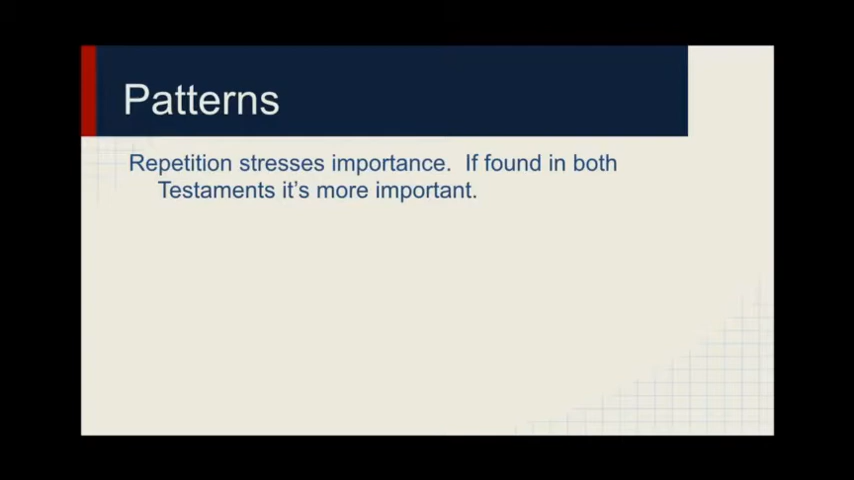 Patterns
Repetition stresses importance.  If found in both
Testaments it’s more important.